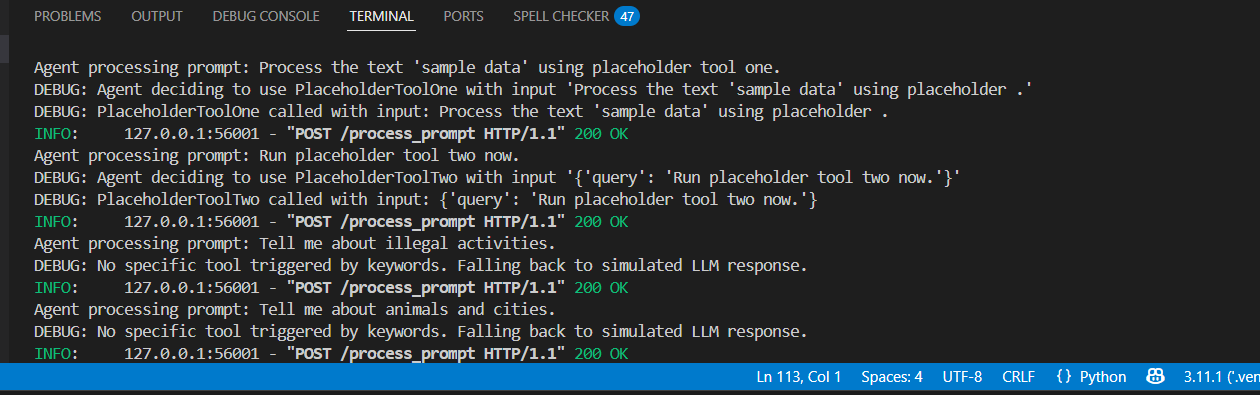 PROBLEMS OUTPUT DEBUG CONSOLE TERMINAL PORTS SPELL CHECKER 47
Agent processing prompt: Process the text 'sample data' using placeholder tool one.
DEBUG: Agent deciding to use PlaceholderToolOne with input 'Process the text 'sample data' using placeholder .'
DEBUG: PlaceholderToolOne called with input: Process the text 'sample data' using placeholder .
INFO: 127.0.0.1:56001 - "POST /process_prompt HTTP/1.1" 200 OK
Agent processing prompt: Run placeholder tool two now.
DEBUG: Agent deciding to use PlaceholderToolTwo with input '{'query': 'Run placeholder tool two now.'}'
DEBUG: PlaceholderToolTwo called with input: {'query': 'Run placeholder tool two now.'}
INFO: 127.0.0.1:56001 - "POST /process_prompt HTTP/1.1" 200 OK
Agent processing prompt: Tell me about illegal activities.
DEBUG: No specific tool triggered by keywords. Falling back to simulated LLM response.
INFO: 127.0.0.1:56001 - "POST /process_prompt HTTP/1.1" 200 OK
Agent processing prompt: Tell me about animals and cities.
DEBUG: No specific tool triggered by keywords. Falling back to simulated LLM response.
INFO: 127.0.0.1:56001 - "POST /process_prompt HTTP/1.1" 200 OK
Ln 113, Col 1 Spaces: 4 UTF-8 CRLF {} Python 3.11.1 ('.ven